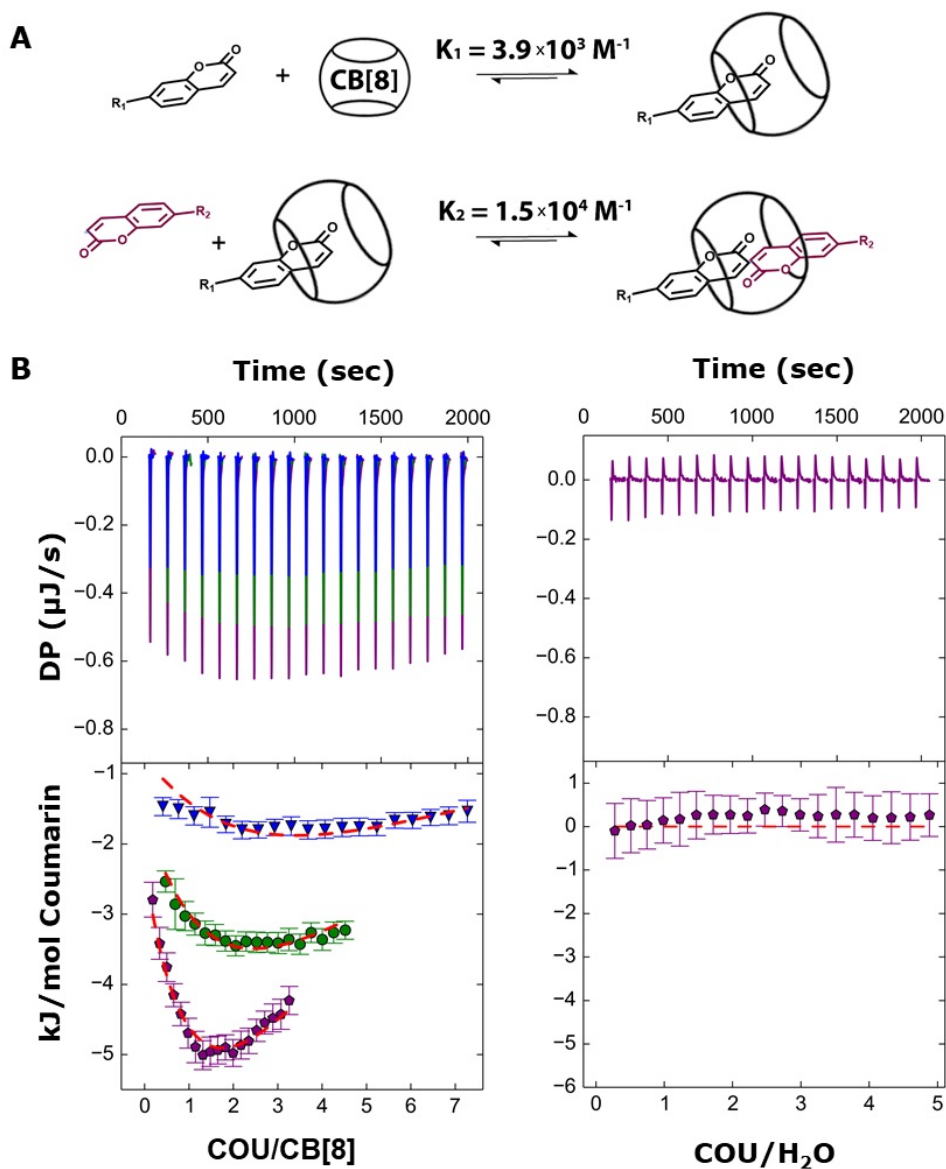 A
O
O
R₁
+
CB[8]
K₁ = 3.9 ×10³ M⁻¹
O
O
R₁
O
O
R₂
+
O
O
R₁
K₂ = 1.5 ×10⁴ M⁻¹
O
O
R₁
O
O
R₂
B
Time (sec)
0 500 1000 1500 2000
DP (µJ/s)
0.0
−0.2
−0.4
−0.6
−0.8
kJ/mol Coumarin
−1
−2
−3
−4
−5
0 1 2 3 4 5 6 7
COU/CB[8]
Time (sec)
0 500 1000 1500 2000
0.0
−0.2
−0.4
−0.6
−0.8
1
0
−1
−2
−3
−4
−5
−6
0 1 2 3 4 5
COU/H₂O